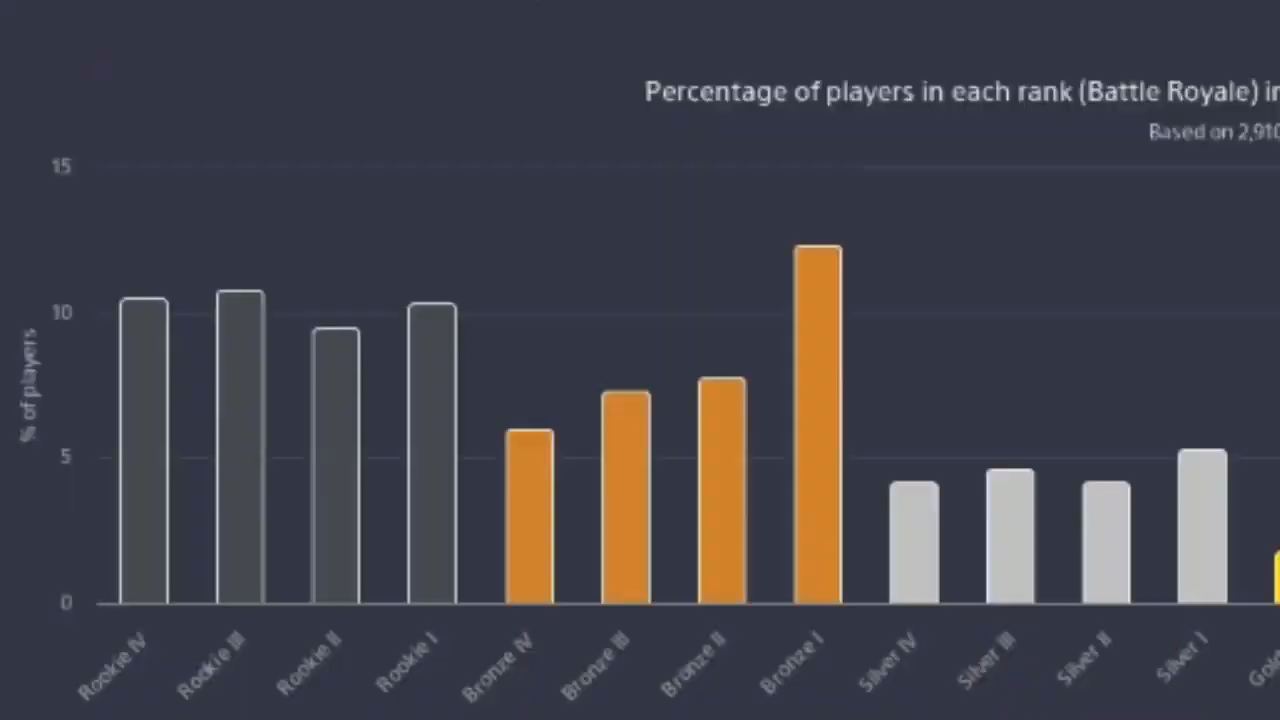 Percentage of players in each rank (Battle Royale) in
Based on 2,910
15
10
5
0
% of players
Rookie IV
Rookie III
Rookie II
Rookie I
Bronze IV
Bronze III
Bronze II
Bronze I
Silver IV
Silver III
Silver II
Silver I
Gold